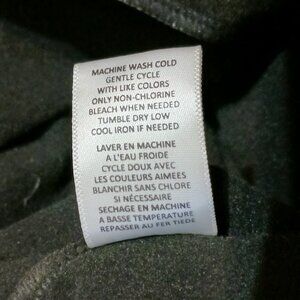 MACHINE WASH COLD
GENTLE CYCLE
WITH LIKE COLORS
ONLY NON-CHLORINE
BLEACH WHEN NEEDED
TUMBLE DRY LOW
COOL IRON IF NEEDED
LAVER EN MACHINE
A L'EAU FROIDE
CYCLE DOUX AVEC
LES COULEURS AIMEES
BLANCHIR SANS CHLORE
SI NÉCESSAIRE
SECHAGE EN MACHINE
A BASSE TEMPERATURE
REPASSER AU FER TIEDE